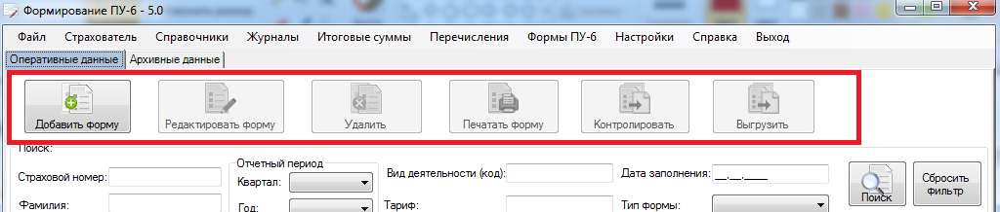 Формирование ПУ-6 - 5.0
Файл Страхователь Справочники Журналы Итоговые суммы Перечисления Формы ПУ-6 Настройки Справка Выход
Оперативные данные Архивные данные
Добавить форму Редактировать форму Удалить Печатать форму Контролировать Выгрузить
Поиск:
Отчетный период
Страховой номер: Квартал: Вид деятельности (код): Дата заполнения: __.__.____ Поиск Сбросить
фильтр
Фамилия: Год: Тариф: Тип формы: